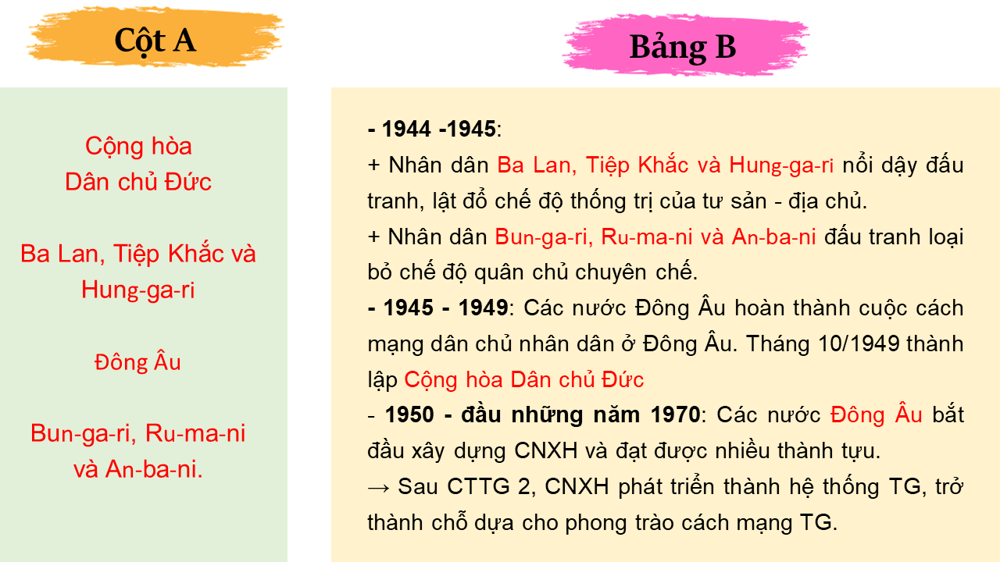 Cột A
Bảng B
Cộng hòa
Dân chủ Đức
Ba Lan, Tiệp Khắc và
Hung-ga-ri
Đông Âu
Bun-ga-ri, Ru-ma-ni
và An-ba-ni.
- 1944 -1945:
+ Nhân dân Ba Lan, Tiệp Khắc và Hung-ga-ri nổi dậy đấu
tranh, lật đổ chế độ thống trị của tư sản - địa chủ.
+ Nhân dân Bun-ga-ri, Ru-ma-ni và An-ba-ni đấu tranh loại
bỏ chế độ quân chủ chuyên chế.
- 1945 - 1949: Các nước Đông Âu hoàn thành cuộc cách
mạng dân chủ nhân dân ở Đông Âu. Tháng 10/1949 thành
lập Cộng hòa Dân chủ Đức
- 1950 - đầu những năm 1970: Các nước Đông Âu bắt
đầu xây dựng CNXH và đạt được nhiều thành tựu.
→ Sau CTTG 2, CNXH phát triển thành hệ thống TG, trở
thành chỗ dựa cho phong trào cách mạng TG.